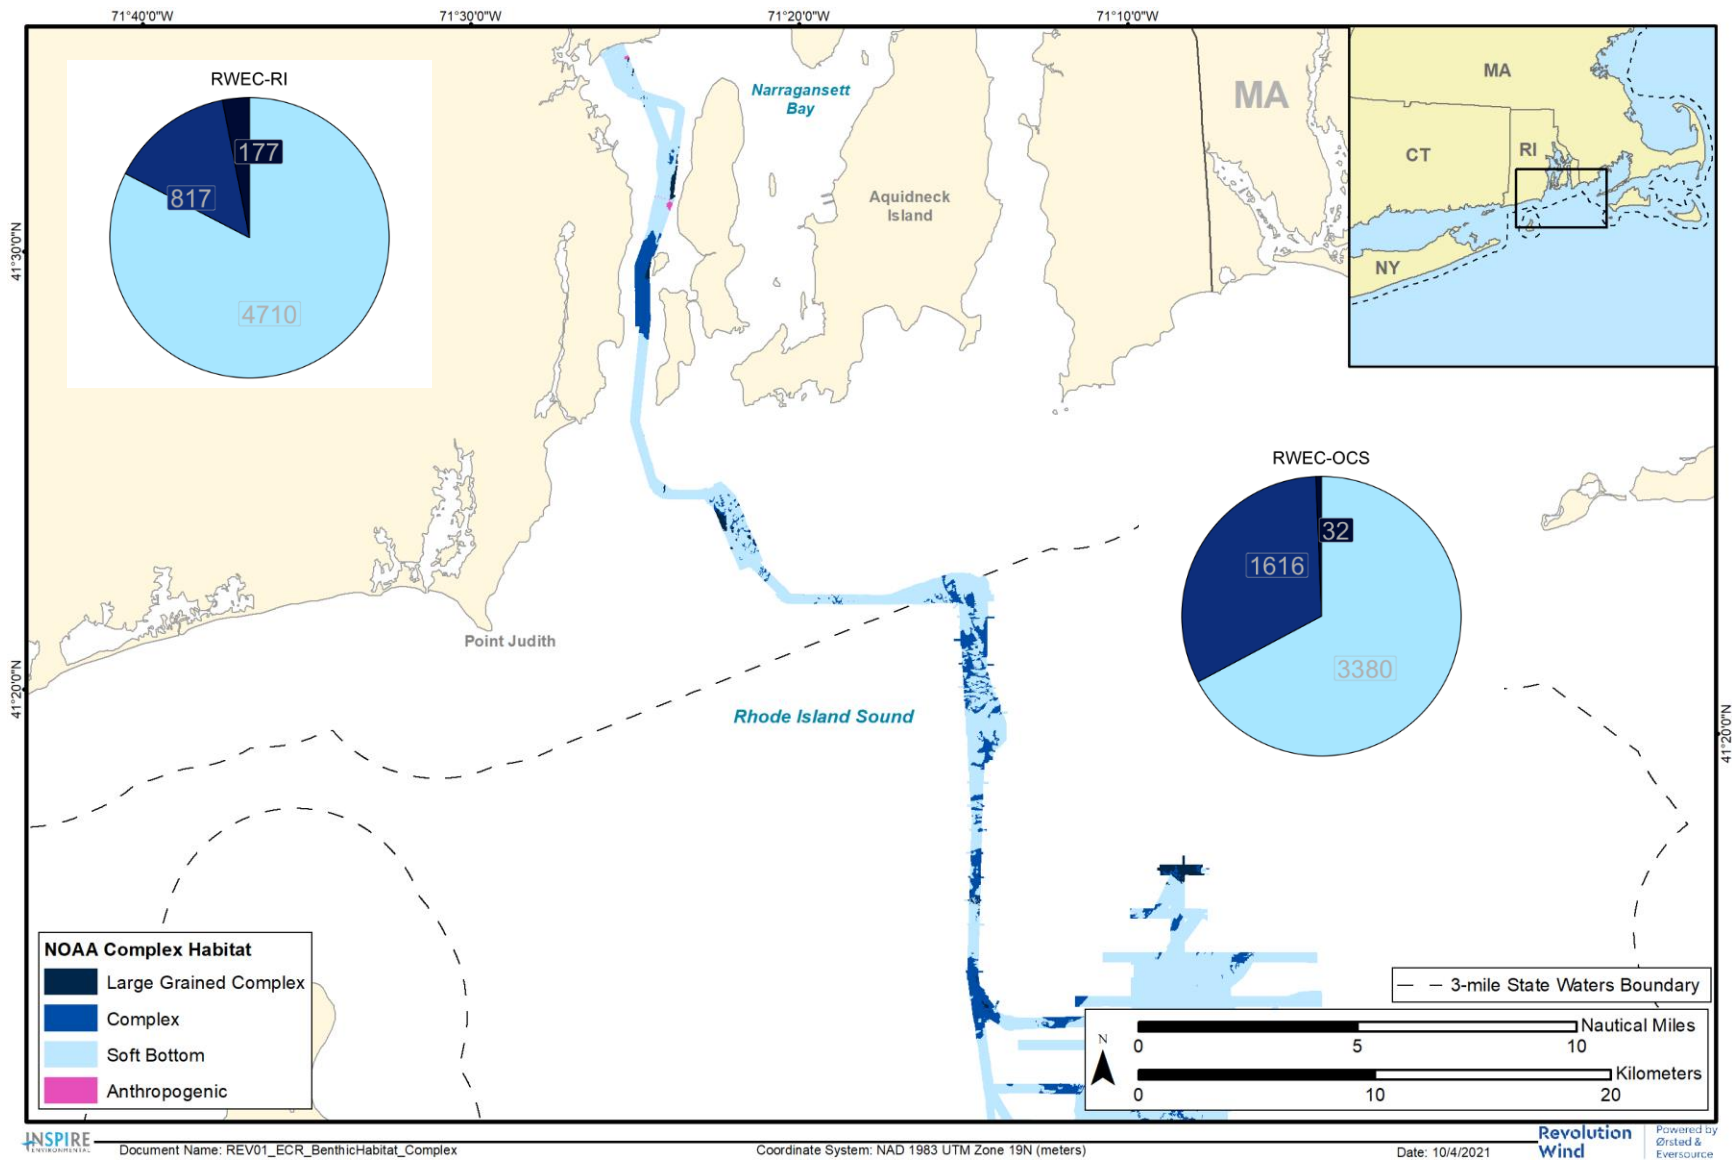 71°40'0"W
71°30'0"W
71°20'0"W
71°10'0"W
RWEC-RI
177
817
4710
Narragansett
Bay
MA
Aquidneck
Island
MA
CT
RI
NY
41°30'0"N
RWEC-OCS
32
1616
3380
Point Judith
41°20'0"N
Rhode Island Sound
41°20'0"N
NOAA Complex Habitat
Large Grained Complex
Complex
Soft Bottom
Anthropogenic
3-mile State Waters Boundary
N
Nautical Miles
0 5 10
Kilometers
0 10 20
INSPIRE
ENVIRONMENTAL
Document Name: REV01_ECR_BenthicHabitat_Complex
Coordinate System: NAD 1983 UTM Zone 19N (meters)
Date: 10/4/2021
Revolution
Wind
Powered by
Ørsted &
Eversource